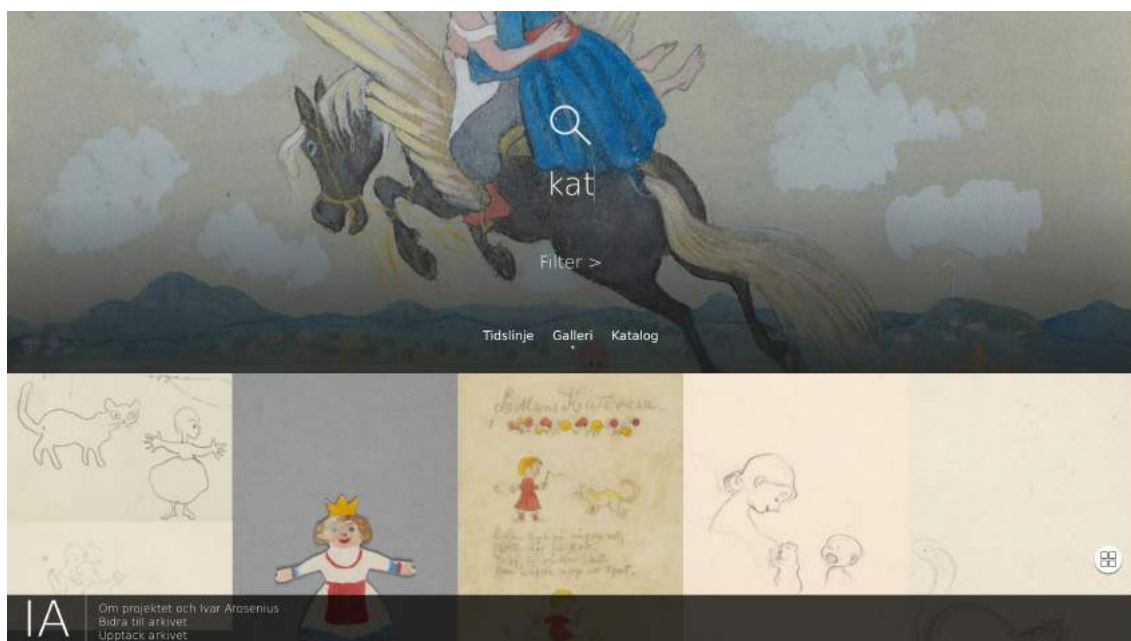 kat
Filter >
Tidslinje Galleri Katalog
Lillans Kattresa.
IA
Om projektet och Ivar Arosenius
Bidra till arkivet
Upptäck arkivet